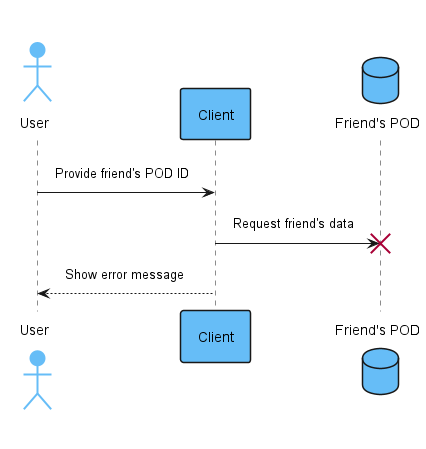 User
Client
Friend's POD
Provide friend's POD ID
Request friend's data
Show error message
User
Client
Friend's POD